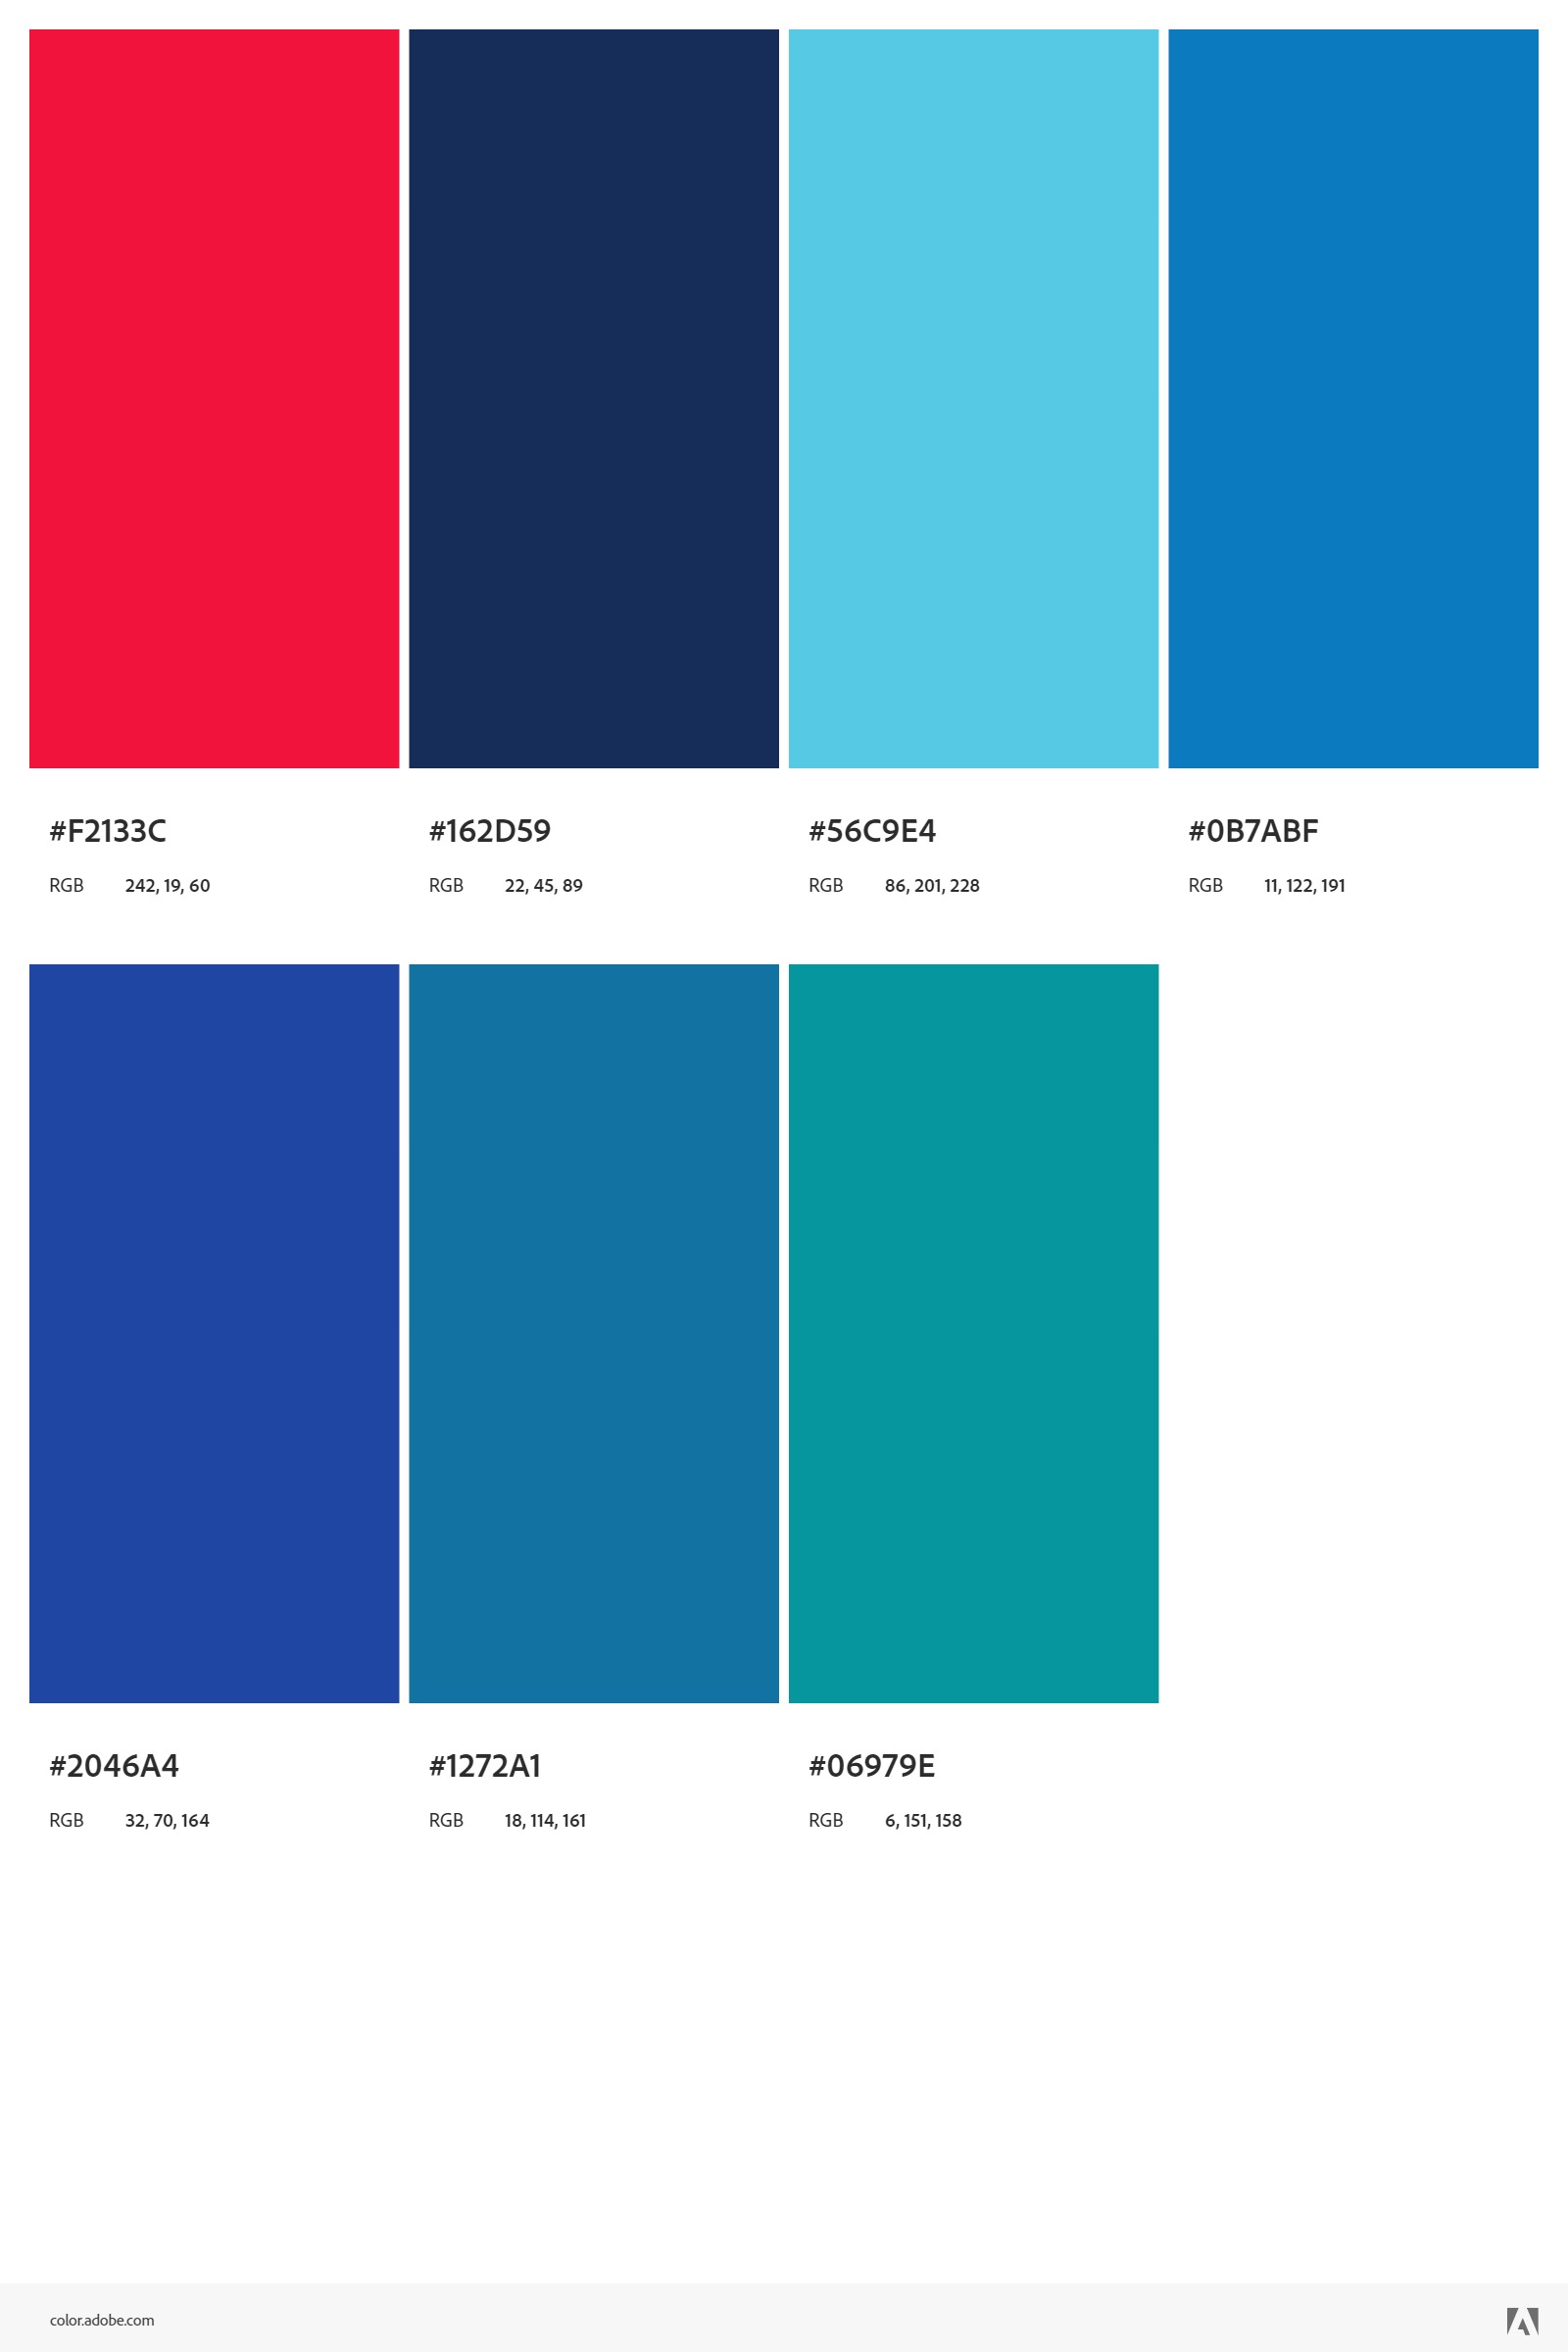 #F2133C #162D59 #56C9E4 #0B7ABF
RGB 242, 19, 60 RGB 22, 45, 89 RGB 86, 201, 228 RGB 11, 122, 191
#2046A4 #1272A1 #06979E
RGB 32, 70, 164 RGB 18, 114, 161 RGB 6, 151, 158
color.adobe.com